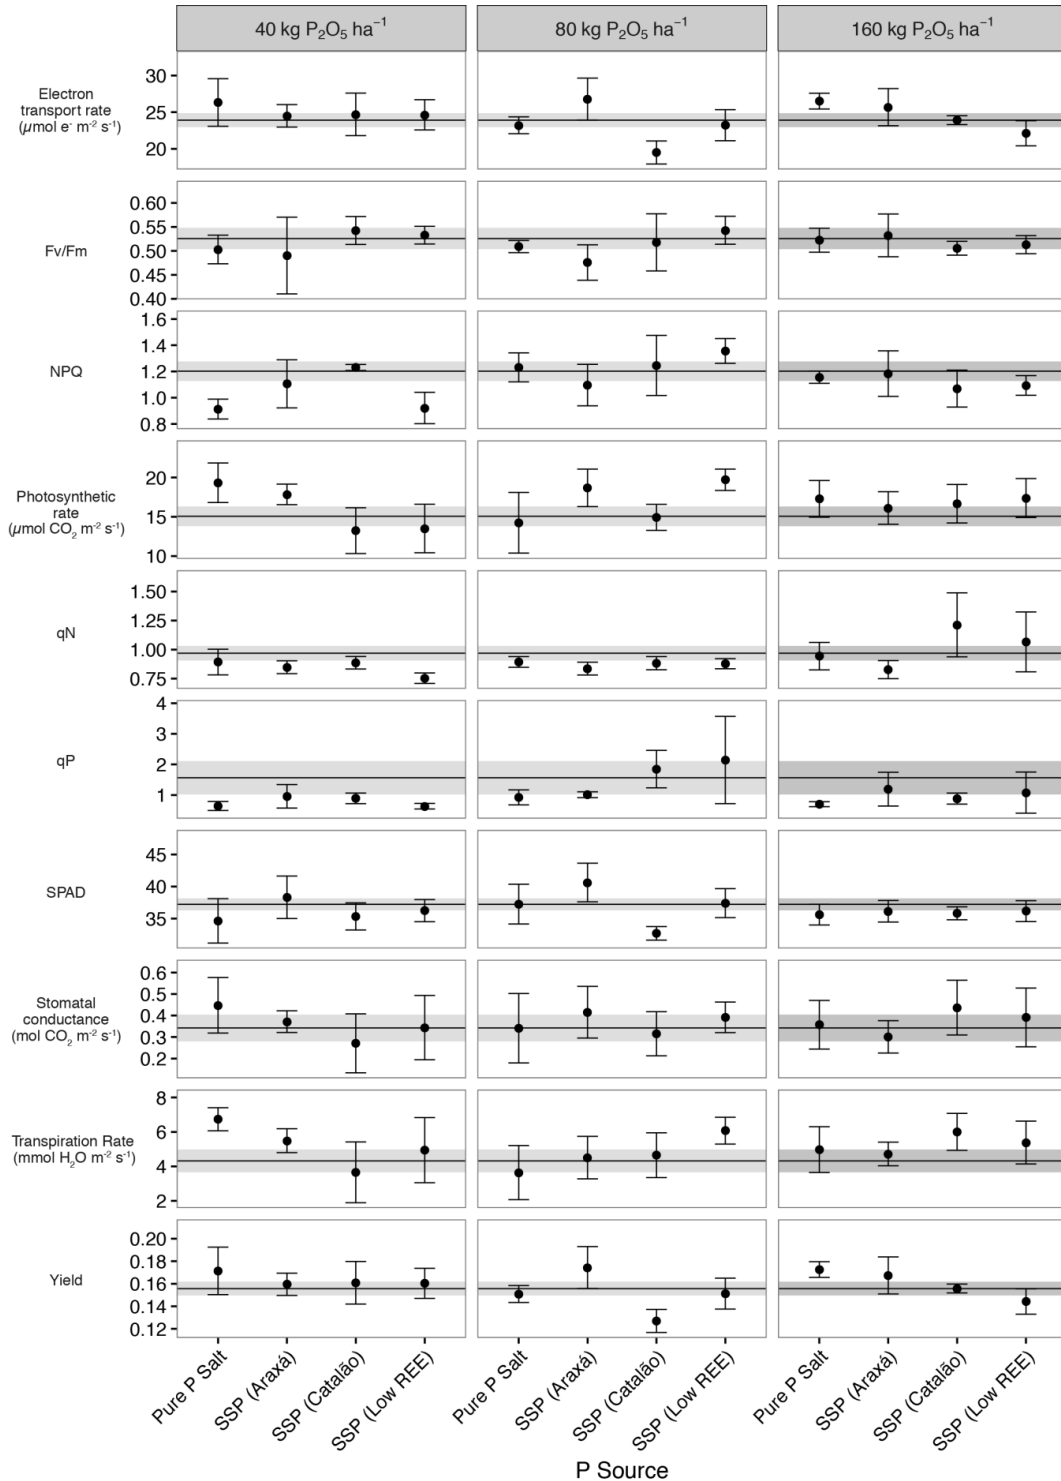 40 kg P₂O₅ ha⁻¹
80 kg P₂O₅ ha⁻¹
160 kg P₂O₅ ha⁻¹
Electron
transport rate
(µmol e⁻ m⁻² s⁻¹)
30
25
20
Fv/Fm
0.60
0.55
0.50
0.45
0.40
NPQ
1.6
1.4
1.2
1.0
0.8
Photosynthetic
rate
(µmol CO₂ m⁻² s⁻¹)
20
15
10
qN
1.50
1.25
1.00
0.75
qP
4
3
2
1
SPAD
45
40
35
Stomatal
conductance
(mol CO₂ m⁻² s⁻¹)
0.6
0.5
0.4
0.3
0.2
Transpiration Rate
(mmol H₂O m⁻² s⁻¹)
8
6
4
2
Yield
0.20
0.18
0.16
0.14
0.12
Pure P Salt
SSP (Araxá)
SSP (Catalão)
SSP (Low REE)
Pure P Salt
SSP (Araxá)
SSP (Catalão)
SSP (Low REE)
Pure P Salt
SSP (Araxá)
SSP (Catalão)
SSP (Low REE)
P Source